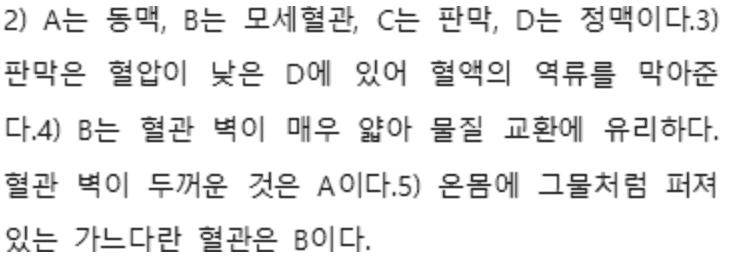 2) A는 동맥, B는 모세혈관, C는 판막, D는 정맥이다.3)
판막은 혈압이 낮은 D에 있어 혈액의 역류를 막아준
다.4) B는 혈관 벽이 매우 얇아 물질 교환에 유리하다.
혈관 벽이 두꺼운 것은 A이다.5) 온몸에 그물처럼 퍼져
있는 가느다란 혈관은 B이다.